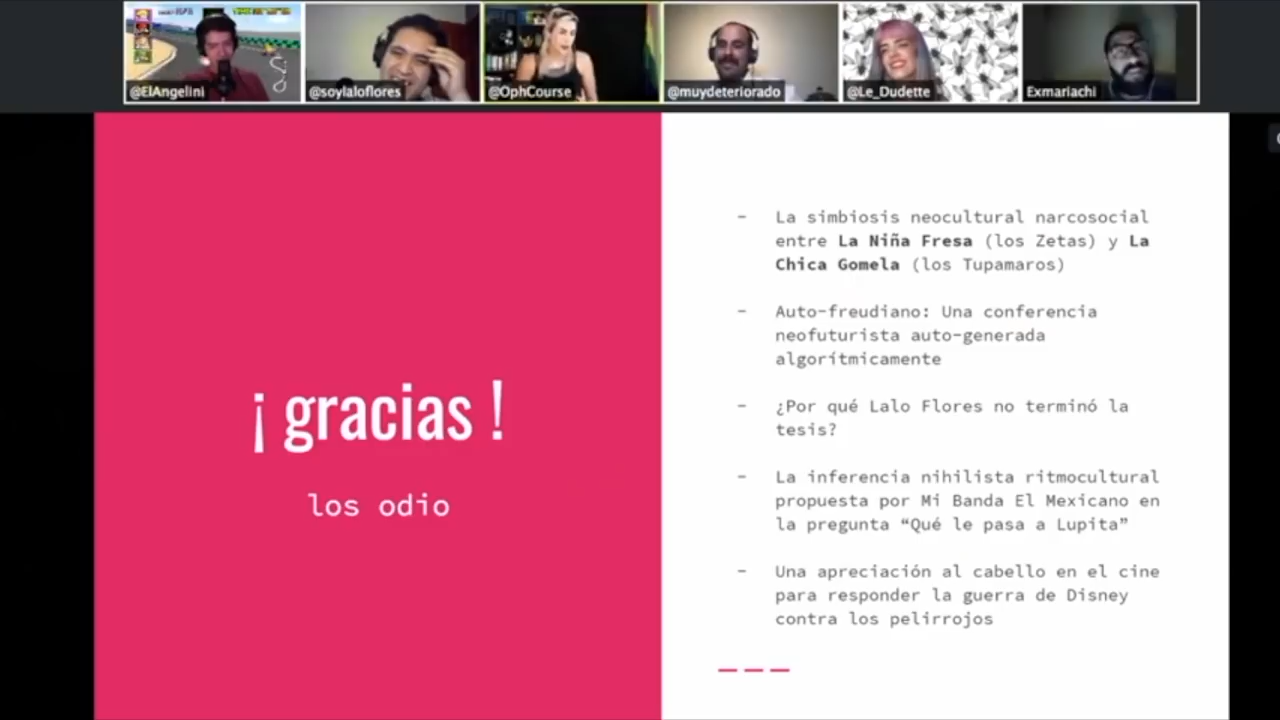 @ElAngelini
@soylaloflores
@OphCourse
@muydeteriorado
@Le_Dudette
Exmariachi
¡ gracias !
los odio
- La simbiosis neocultural narcosocial
entre La Niña Fresa (los Zetas) y La
Chica Gomela (los Tupamaros)
- Auto-freudiano: Una conferencia
neofuturista auto-generada
algorítmicamente
- ¿Por qué Lalo Flores no terminó la
tesis?
- La inferencia nihilista ritmocultural
propuesta por Mi Banda El Mexicano en
la pregunta “Qué le pasa a Lupita”
- Una apreciación al cabello en el cine
para responder la guerra de Disney
contra los pelirrojos